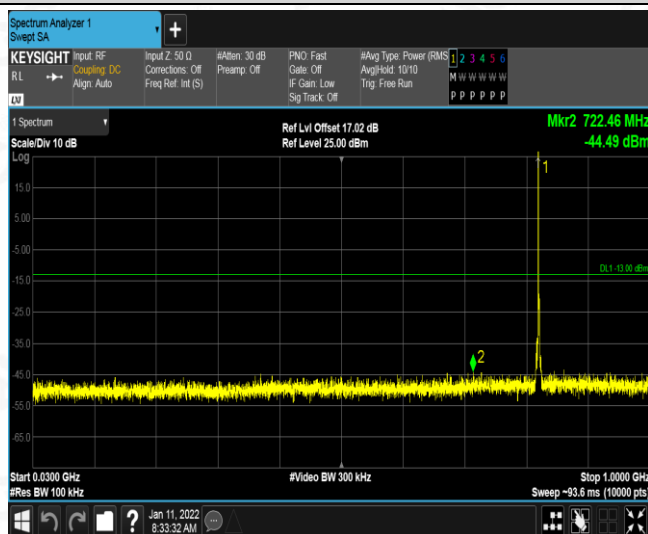 Spectrum Analyzer 1
Swept SA
KEYSIGHT
RL
Input: RF
Coupling: DC
Align: Auto
Input Z: 50 Ω
Corrections: Off
Freq Ref: Int (S)
#Atten: 30 dB
Preamp: Off
PNO: Fast
Gate: Off
IF Gain: Low
Sig Track: Off
#Avg Type: Power (RMS
Avg|Hold: 10/10
Trig: Free Run
1 2 3 4 5 6
M W W W W W
P P P P P P
LXI
1 Spectrum
Scale/Div 10 dB
Ref Lvl Offset 17.02 dB
Ref Level 25.00 dBm
Mkr2 722.46 MHz
-44.49 dBm
Log
1
15.0
5.00
-5.00
DL1 -13.00 dBm
-15.0
-25.0
-35.0
2
-45.0
-55.0
-65.0
Start 0.0300 GHz
#Video BW 300 kHz
Stop 1.0000 GHz
#Res BW 100 kHz
Sweep ~93.6 ms (10000 pts)
?
Jan 11, 2022
8:33:32 AM